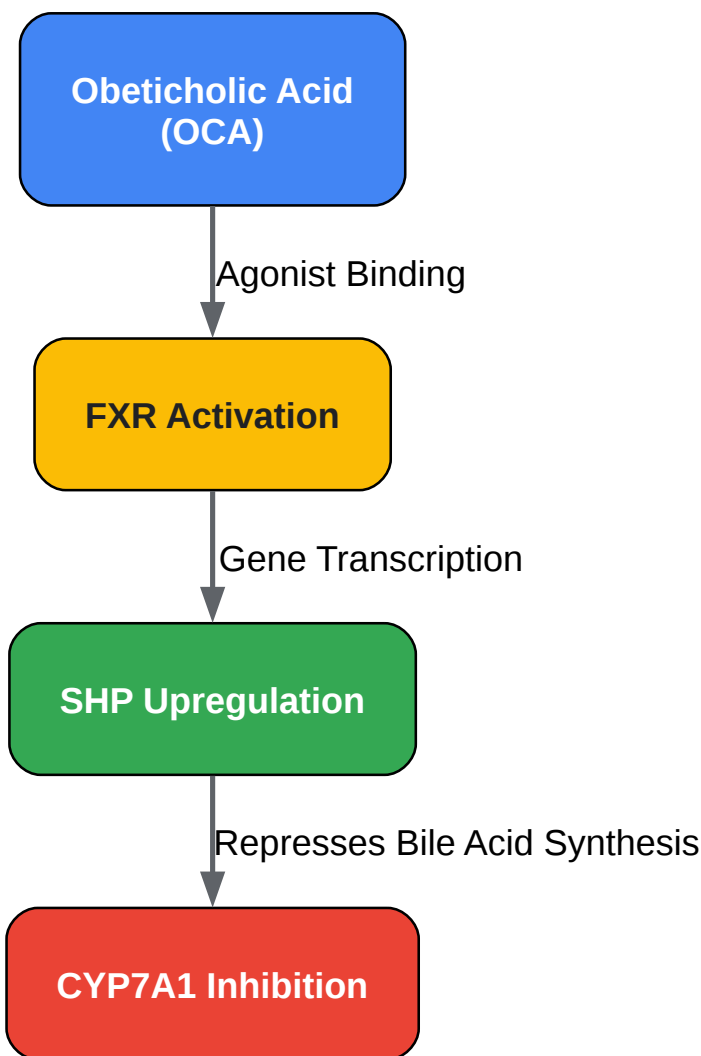 Obeticholic Acid
(OCA)
Agonist Binding
FXR Activation
Gene Transcription
SHP Upregulation
Represses Bile Acid Synthesis
CYP7A1 Inhibition